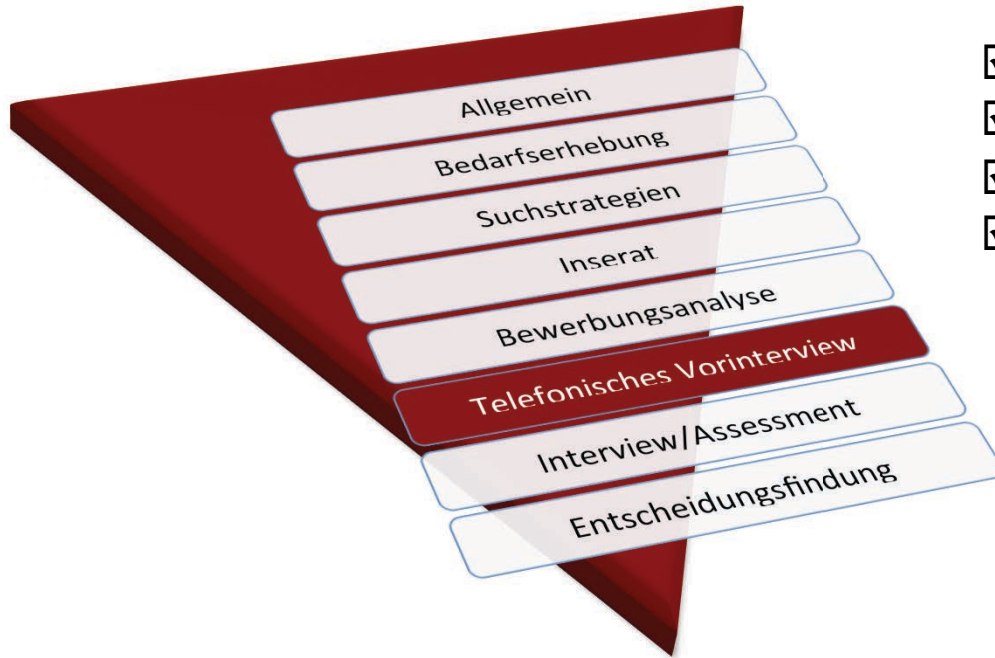 Allgemein
Bedarfserhebung
Suchstrategien
Inserat
Bewerbungsanalyse
Telefonisches Vorinterview
Interview/Assessment
Entscheidungsfindung